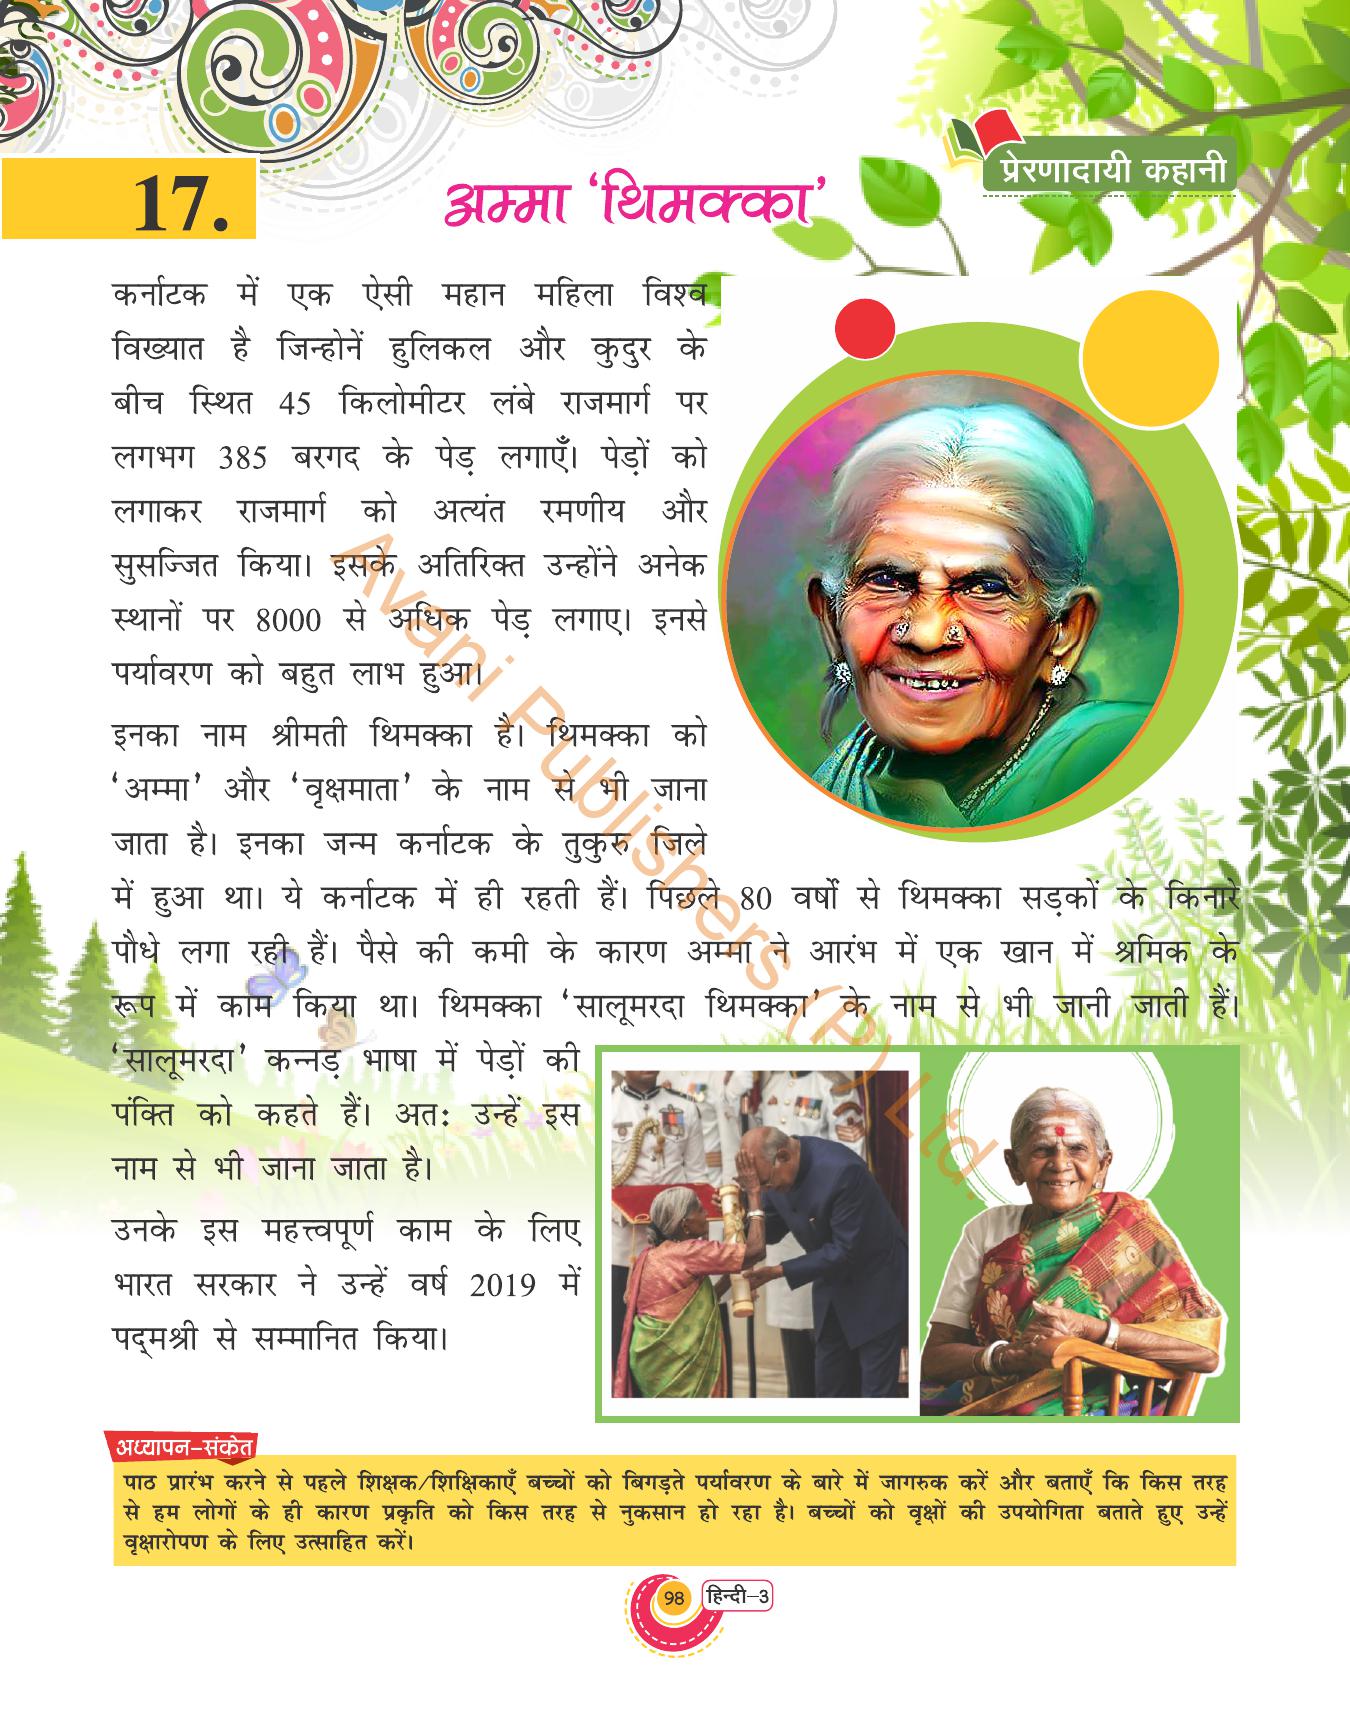 प्रेरणादायी कहानी
17.
अम्मा ‘थिमक्का’
कर्नाटक में एक ऐसी महान महिला विश्व
विख्यात है जिन्होनें हुलिकल और कुदुर के
बीच स्थित 45 किलोमीटर लंबे राजमार्ग पर
लगभग 385 बरगद के पेड़ लगाएँ। पेड़ों को
लगाकर राजमार्ग को अत्यंत रमणीय और
सुसज्जित किया। इसके अतिरिक्त उन्होंने अनेक
स्थानों पर 8000 से अधिक पेड़ लगाए। इनसे
पर्यावरण को बहुत लाभ हुआ।
इनका नाम श्रीमती थिमक्का है। थिमक्का को
‘अम्मा’ और ‘वृक्षमाता’ के नाम से भी जाना
जाता है। इनका जन्म कर्नाटक के तुकुरु जिले
में हुआ था। ये कर्नाटक में ही रहती हैं। पिछले 80 वर्षों से थिमक्का सड़कों के किनारे
पौधे लगा रही हैं। पैसे की कमी के कारण अम्मा ने आरंभ में एक खान में श्रमिक के
रूप में काम किया था। थिमक्का ‘सालूमरदा थिमक्का’ के नाम से भी जानी जाती हैं।
‘सालूमरदा’ कन्नड़ भाषा में पेड़ों की
पंक्ति को कहते हैं। अतः उन्हें इस
नाम से भी जाना जाता है।
उनके इस महत्त्वपूर्ण काम के लिए
भारत सरकार ने उन्हें वर्ष 2019 में
पद्मश्री से सम्मानित किया।
अध्यापन-संकेत
पाठ प्रारंभ करने से पहले शिक्षक/शिक्षिकाएँ बच्चों को बिगड़ते पर्यावरण के बारे में जागरुक करें और बताएँ कि किस तरह
से हम लोगों के ही कारण प्रकृति को किस तरह से नुकसान हो रहा है। बच्चों को वृक्षों की उपयोगिता बताते हुए उन्हें
वृक्षारोपण के लिए उत्साहित करें।
98 हिन्दी-3
Avani Publishers (P) Ltd.